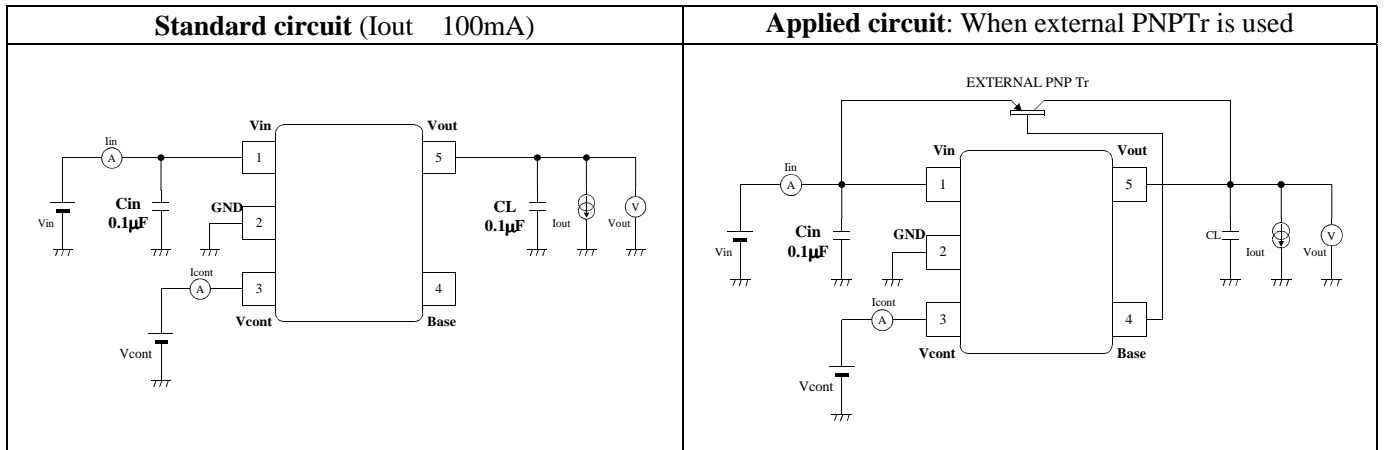 Standard circuit (Iout 100mA)
Applied circuit: When external PNPTr is used
Vin
Vout
Iin
A
1
5
Vin
Cin
0.1μF
GND
2
CL
0.1μF
Iout
V
Vout
Icont
A
3
4
Vcont
Base
Vcont
EXTERNAL PNP Tr
Vin
Vout
Iin
A
1
5
Vin
Cin
0.1μF
GND
2
CL
Iout
V
Vout
Icont
A
3
4
Vcont
Base
Vcont